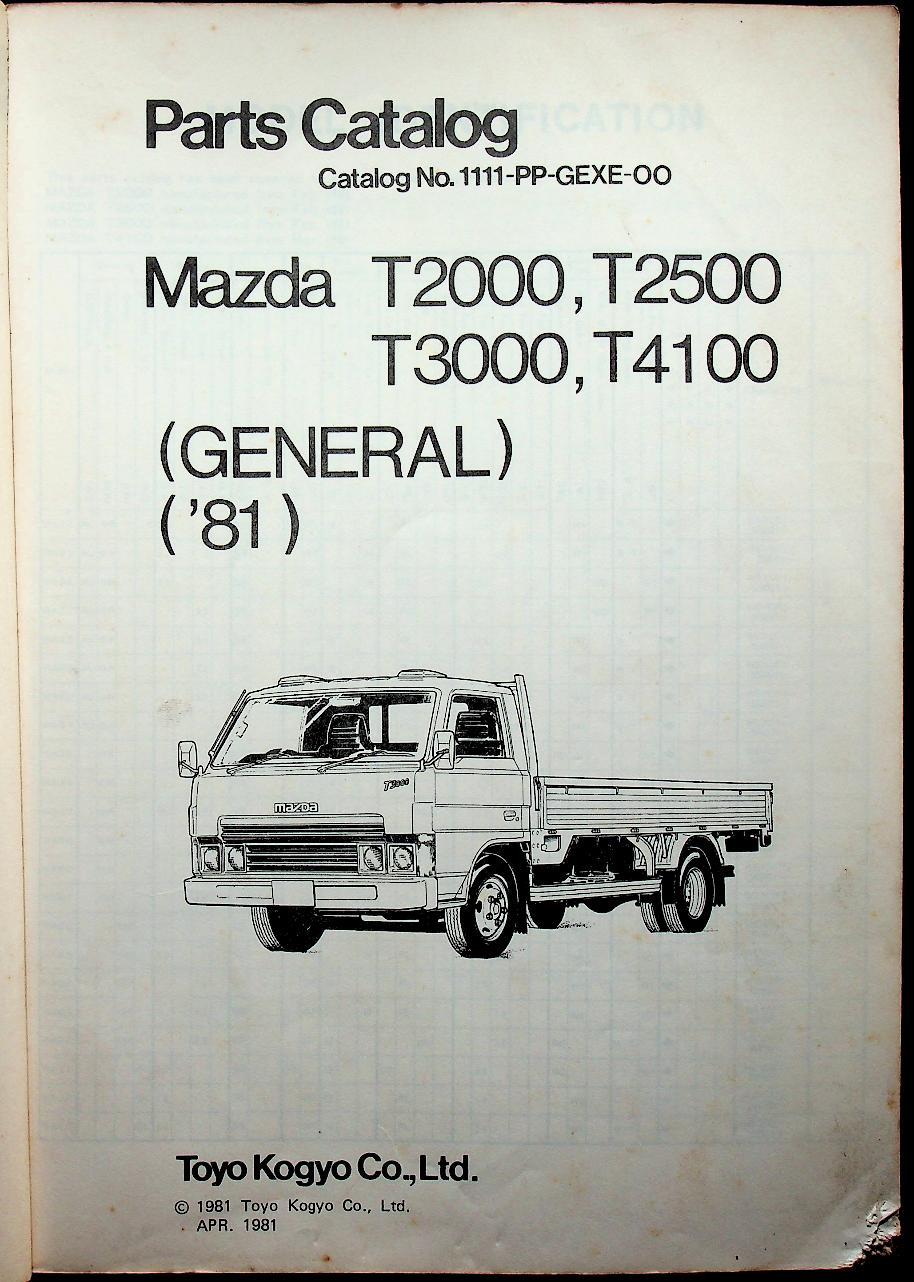 Parts Catalog
Catalog No. 1111-PP-GEXE-00
Mazda T2000, T2500
T3000, T4100
(GENERAL)
('81)
mazda
Toyo Kogyo Co., Ltd.
© 1981 Toyo Kogyo Co., Ltd.
APR. 1981